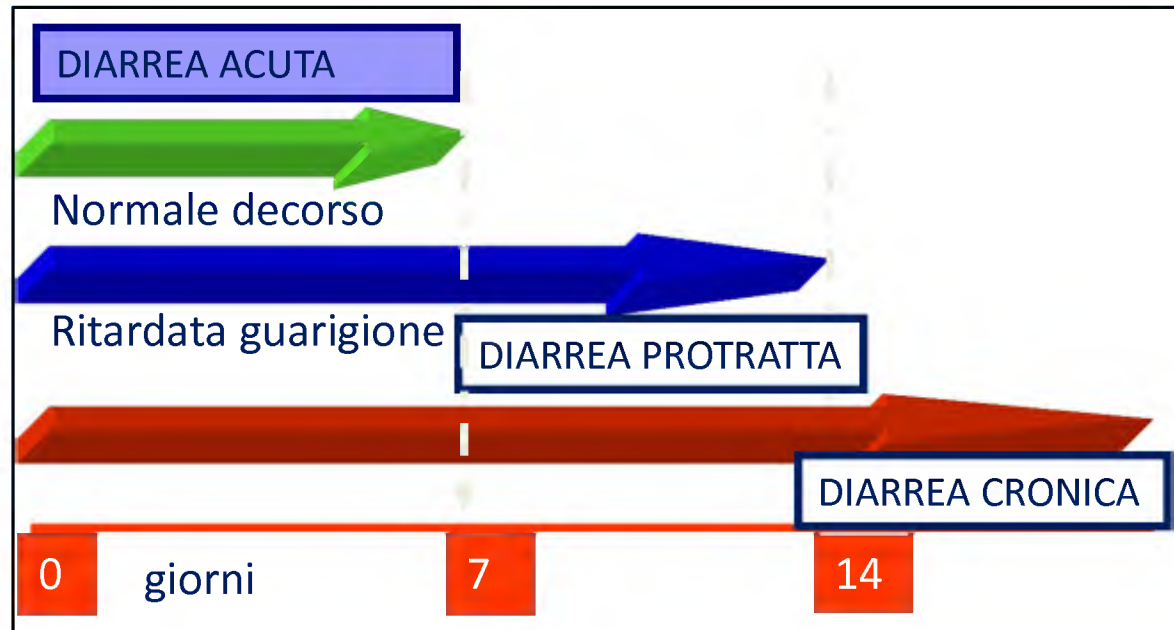 DIARREA ACUTA
Normale decorso
Ritardata guarigione
DIARREA PROTRATTA
DIARREA CRONICA
0 giorni 7 14